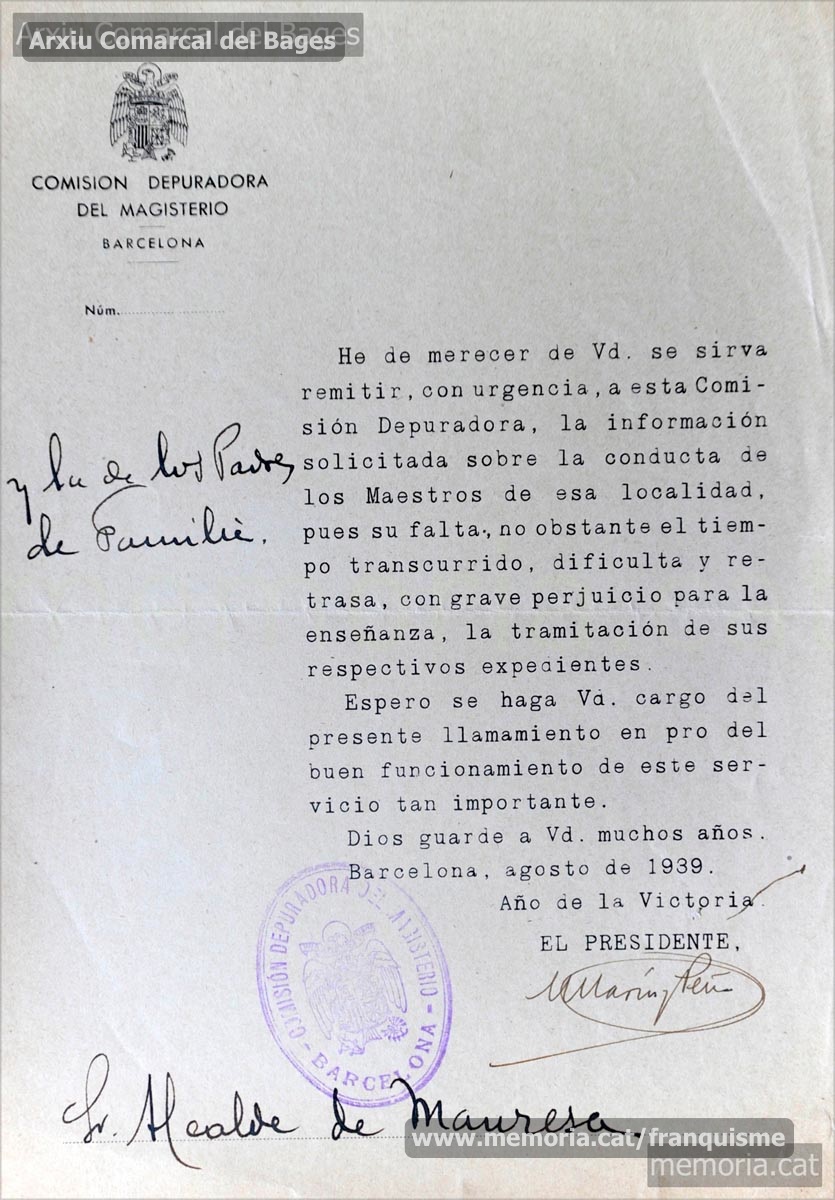 Arxiu Comarcal del Bages
Arxiu Comarcal del Bages
COMISION DEPURADORA
DEL MAGISTERIO
BARCELONA
Núm.
y la de los Padres
de Familia.
He de merecer de Vd. se sirva
remitir, con urgencia, a esta Comi-
sión Depuradora, la información
solicitada sobre la conducta de
los Maestros de esa localidad,
pues su falta, no obstante el tiem-
po transcurrido, dificulta y re-
trasa, con grave perjuicio para la
enseñanza, la tramitación de sus
respectivos expedientes.
Espero se haga Vd. cargo del
presente llamamiento en pro del
buen funcionamiento de este ser-
vicio tan importante.
Dios guarde a Vd. muchos años.
Barcelona, agosto de 1939.
Año de la Victoria.
EL PRESIDENTE,
COMISIÓN DEPURADORA DEL MAGISTERIO
- BARCELONA -
Sr. Alcalde de Manresa.
www.memoria.cat/franquisme
memoria.cat